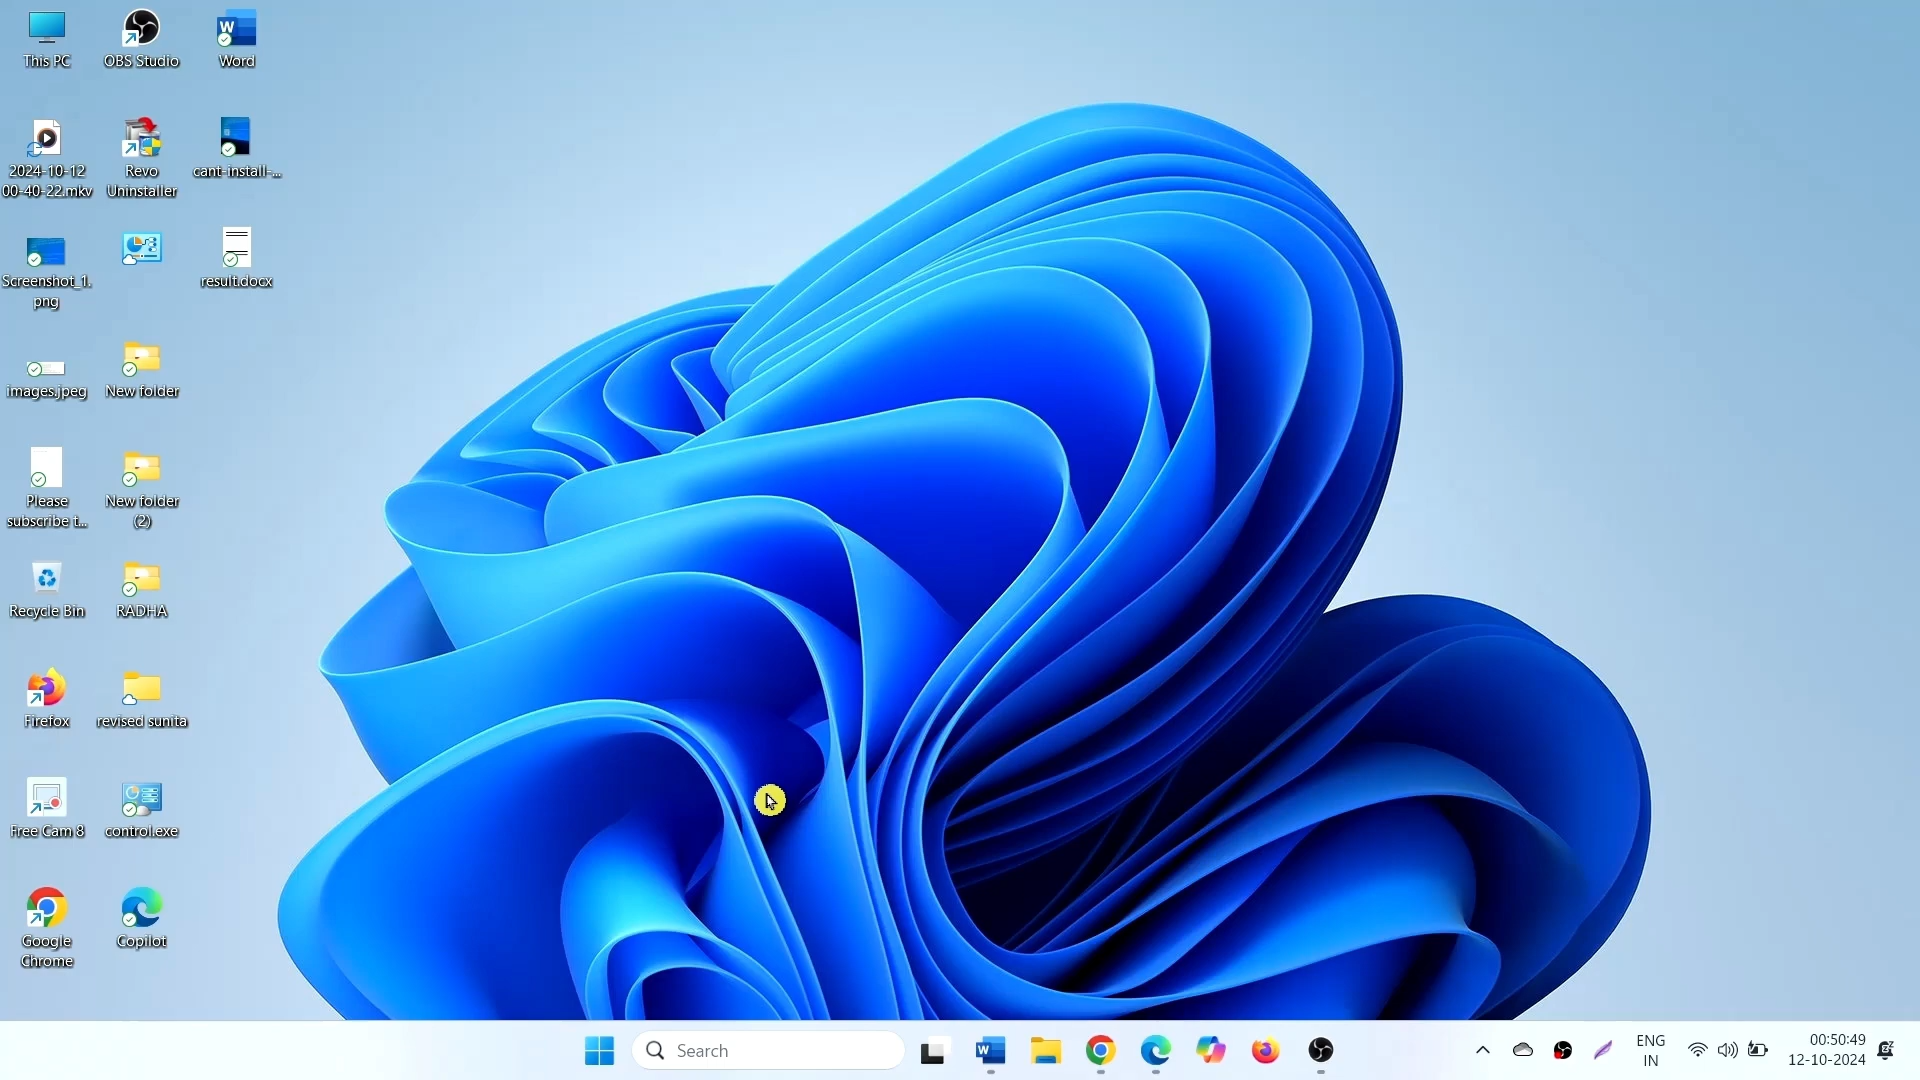 This PC
OBS Studio
Word
2024-10-12
00-40-22.mkv
Revo
Uninstaller
cant-install-...
Screenshot_1.
png
result.docx
images.jpeg
New folder
Please
subscribe t...
New folder
(2)
Recycle Bin
RADHA
Firefox
revised sunita
Free Cam 8
control.exe
Google
Chrome
Copilot
Search
ENG
IN
00:50:49
12-10-2024